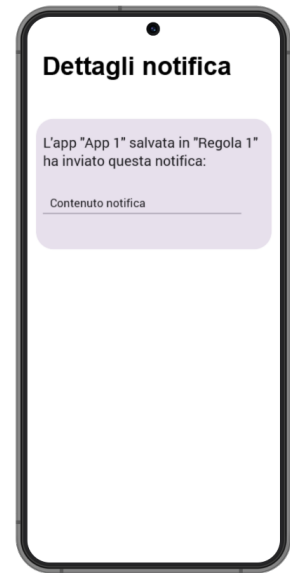 Dettagli notifica
L'app "App 1" salvata in "Regola 1"
ha inviato questa notifica:
Contenuto notifica